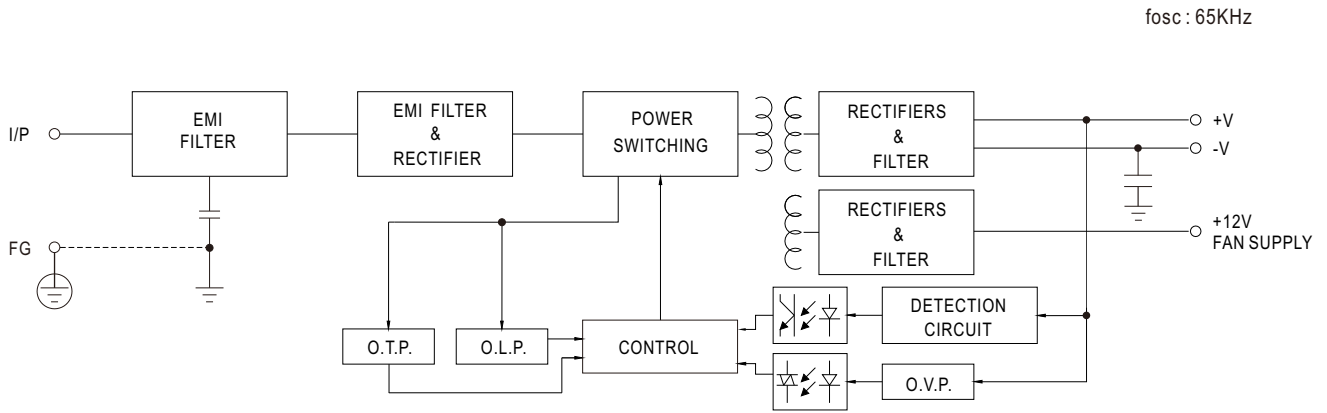 fosc : 65KHz
I/P
EMI
FILTER
EMI FILTER
&
RECTIFIER
POWER
SWITCHING
RECTIFIERS
&
FILTER
+V
-V
FG
RECTIFIERS
&
FILTER
+12V
FAN SUPPLY
O.T.P.
O.L.P.
CONTROL
DETECTION
CIRCUIT
O.V.P.